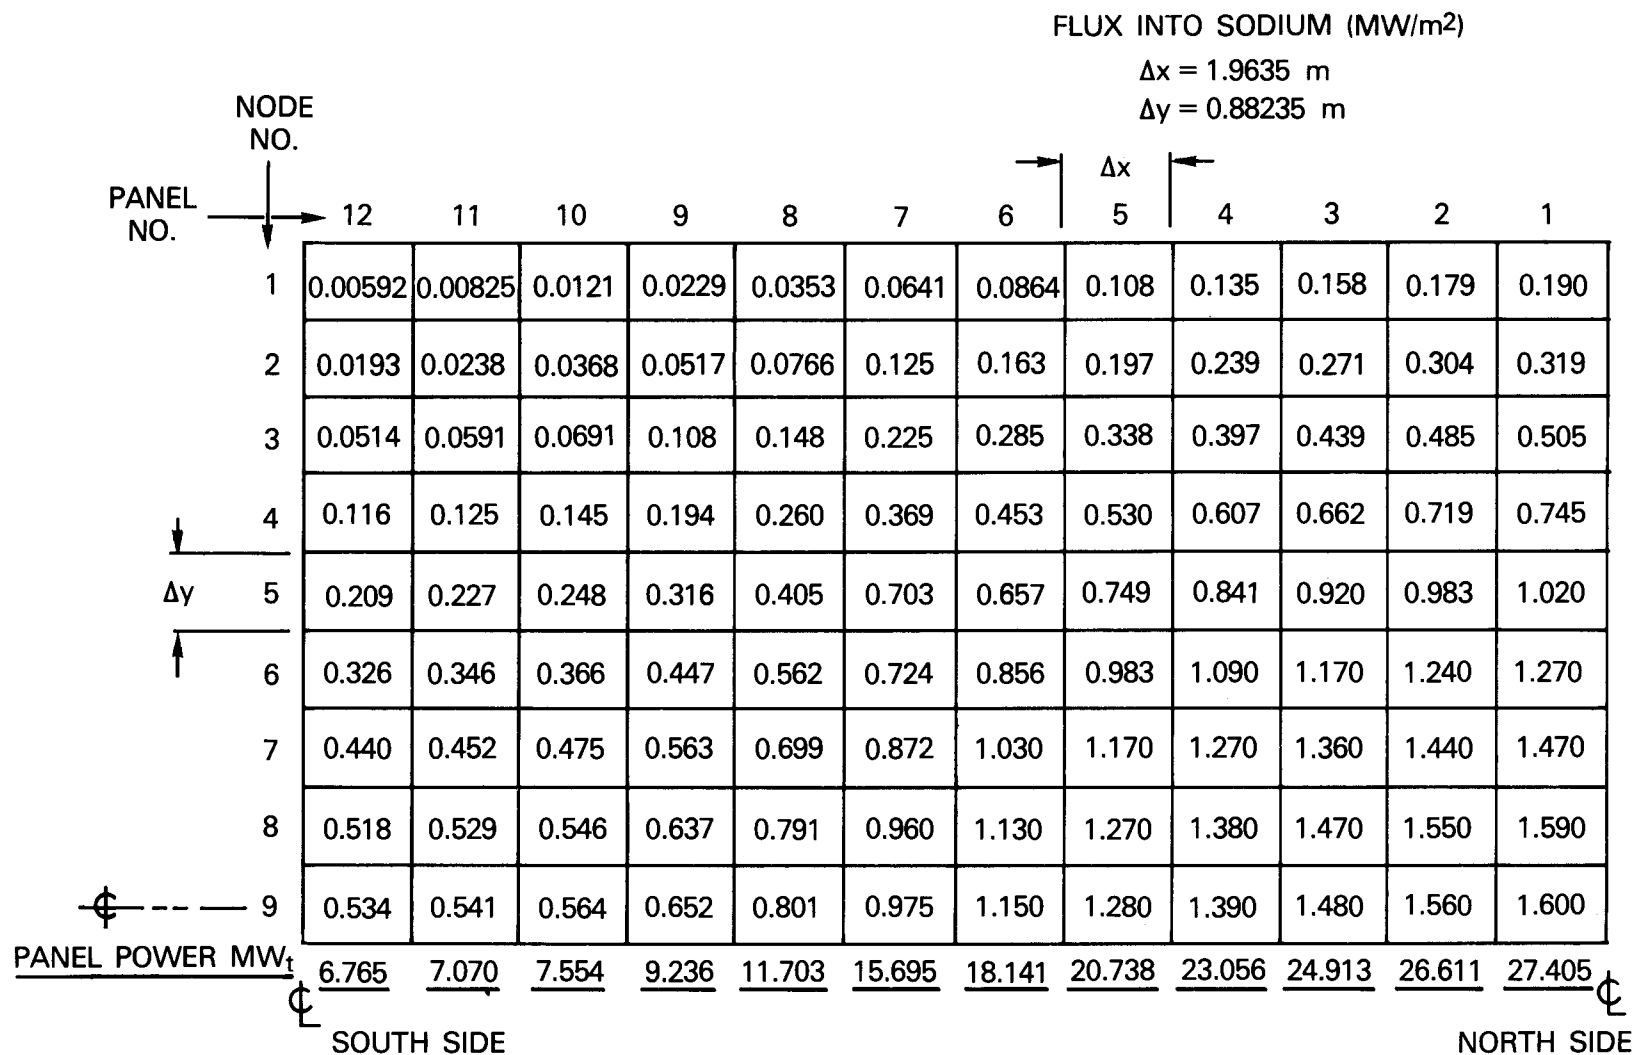 FLUX INTO SODIUM (MW/m2)
Δx = 1.9635 m
Δy = 0.88235 m
NODE
NO.
Δx
PANEL
NO.
12 11 10 9 8 7 6 5 4 3 2 1
1 0.00592 0.00825 0.0121 0.0229 0.0353 0.0641 0.0864 0.108 0.135 0.158 0.179 0.190
2 0.0193 0.0238 0.0368 0.0517 0.0766 0.125 0.163 0.197 0.239 0.271 0.304 0.319
3 0.0514 0.0591 0.0691 0.108 0.148 0.225 0.285 0.338 0.397 0.439 0.485 0.505
4 0.116 0.125 0.145 0.194 0.260 0.369 0.453 0.530 0.607 0.662 0.719 0.745
Δy 5 0.209 0.227 0.248 0.316 0.405 0.703 0.657 0.749 0.841 0.920 0.983 1.020
6 0.326 0.346 0.366 0.447 0.562 0.724 0.856 0.983 1.090 1.170 1.240 1.270
7 0.440 0.452 0.475 0.563 0.699 0.872 1.030 1.170 1.270 1.360 1.440 1.470
8 0.518 0.529 0.546 0.637 0.791 0.960 1.130 1.270 1.380 1.470 1.550 1.590
℄ 9 0.534 0.541 0.564 0.652 0.801 0.975 1.150 1.280 1.390 1.480 1.560 1.600
PANEL POWER MWt 6.765 7.070 7.554 9.236 11.703 15.695 18.141 20.738 23.056 24.913 26.611 27.405
℄ ℄
SOUTH SIDE NORTH SIDE